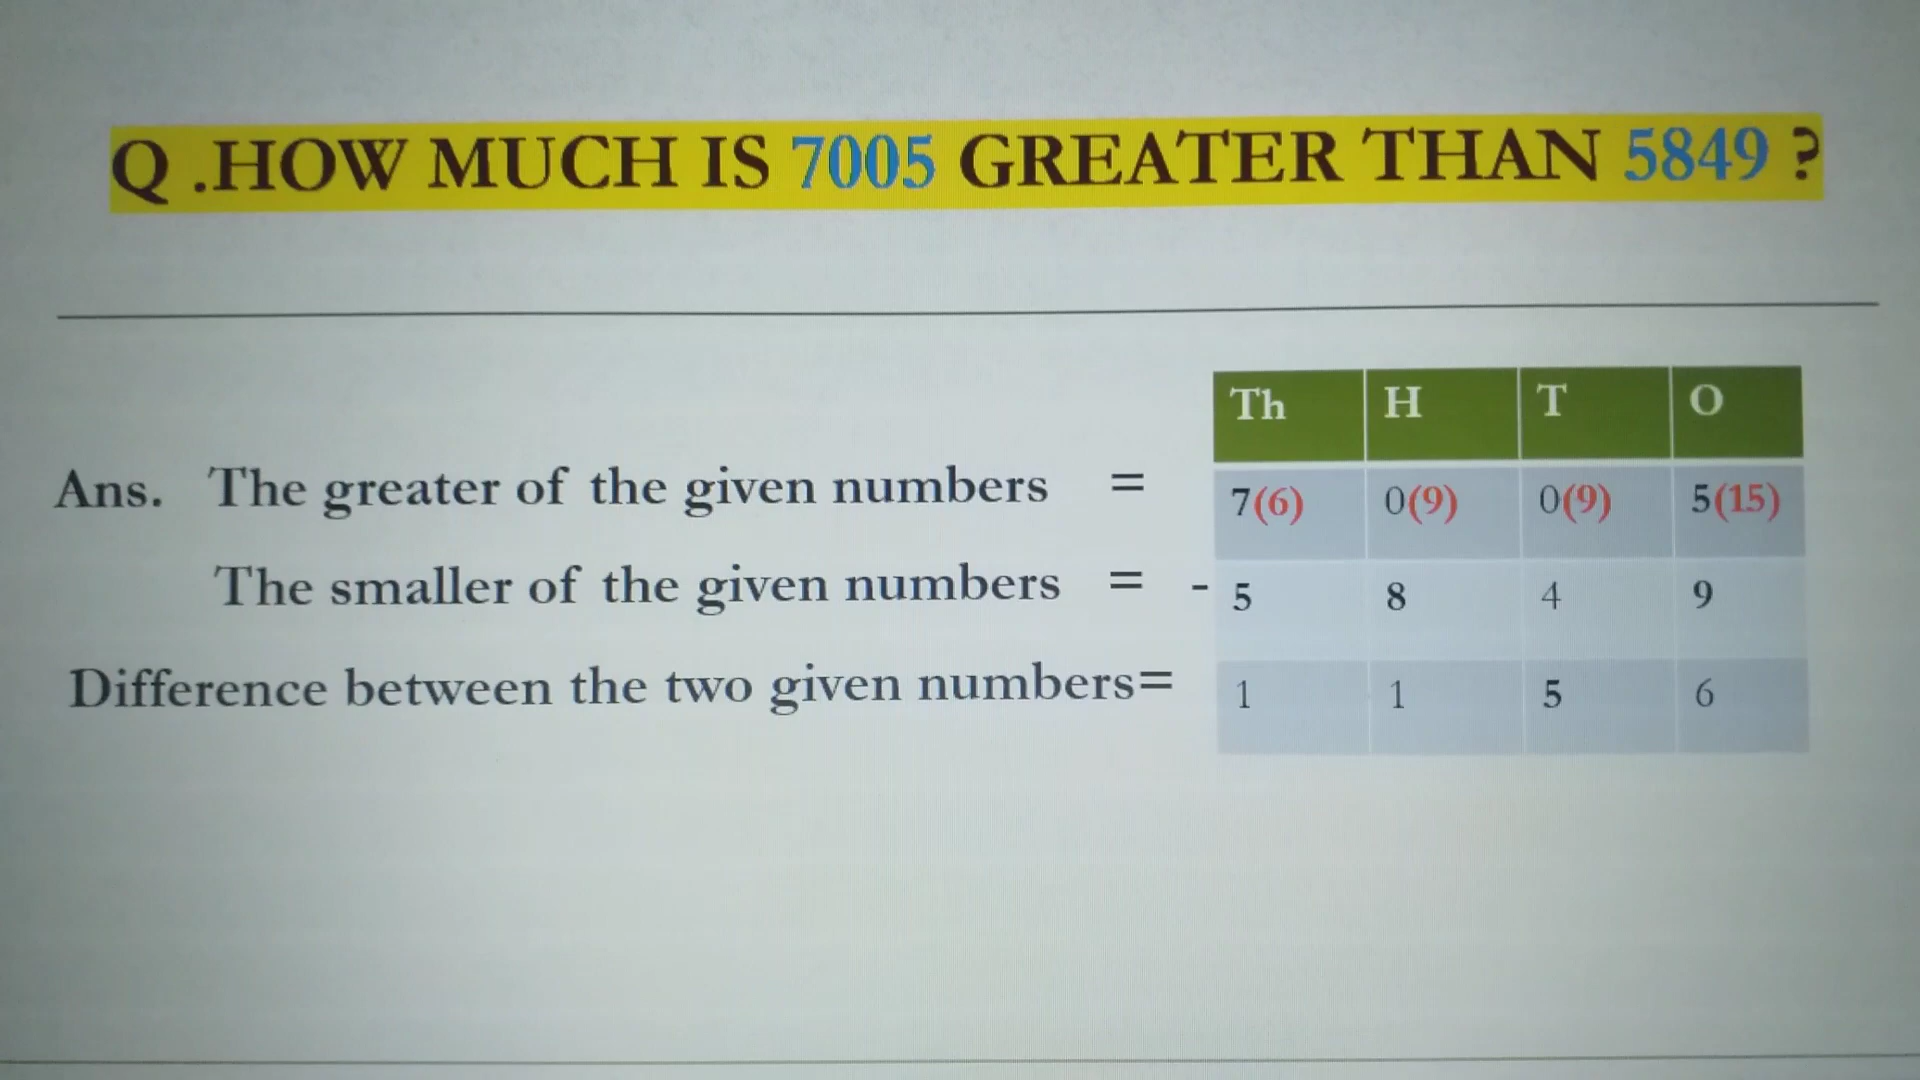 Q .HOW MUCH IS 7005 GREATER THAN 5849 ?
Th H T O
Ans. The greater of the given numbers = 7(6) 0(9) 0(9) 5(15)
The smaller of the given numbers = - 5 8 4 9
Difference between the two given numbers= 1 1 5 6